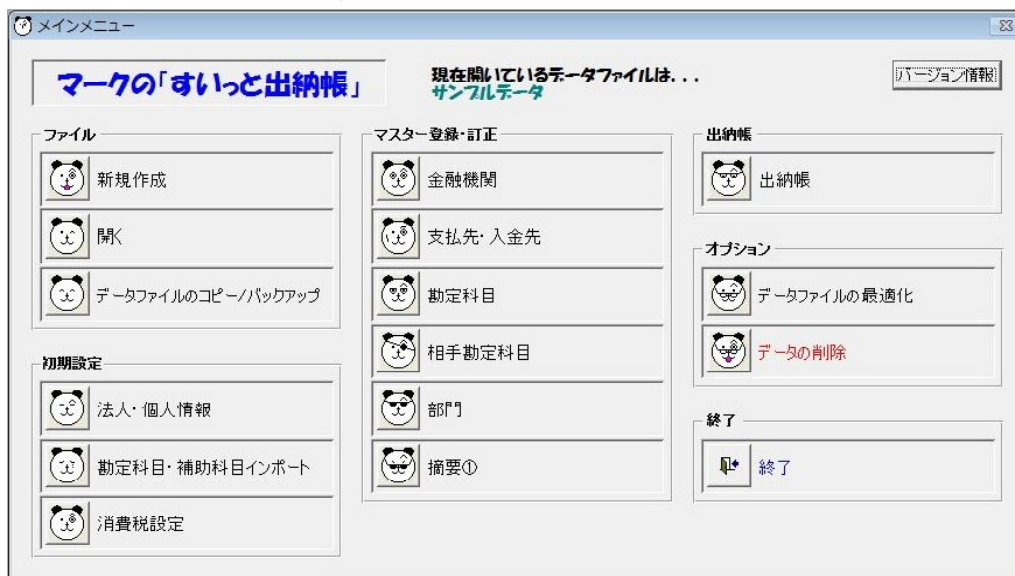 メインメニュー
マークの「すいっと出納帳」
現在開いているデータファイルは...
サンプルデータ
バージョン情報
ファイル
新規作成
開く
データファイルのコピー/バックアップ
初期設定
法人・個人情報
勘定科目・補助科目インポート
消費税設定
マスター登録・訂正
金融機関
支払先・入金先
勘定科目
相手勘定科目
部門
摘要①
出納帳
出納帳
オプション
データファイルの最適化
データの削除
終了
終了